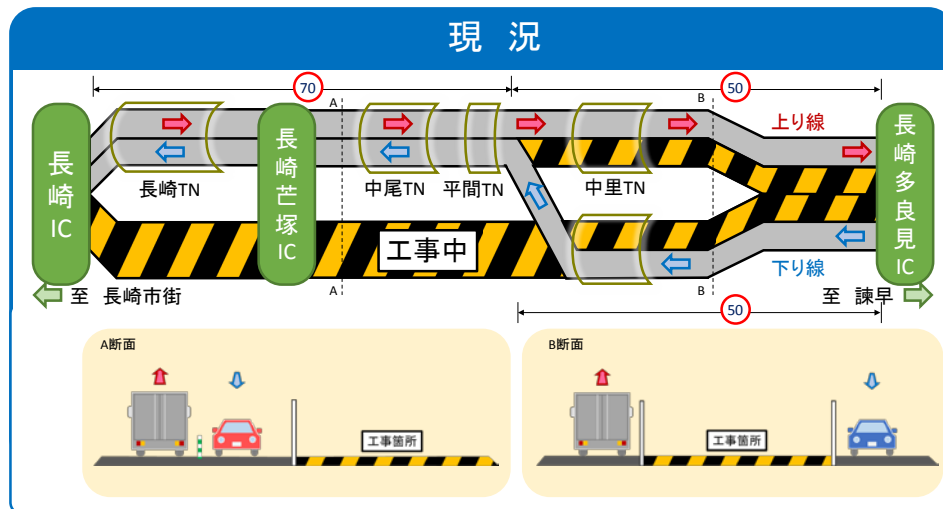 現 況
70
50
A
B
上り線
長崎IC
長崎芒塚IC
長崎多良見IC
長崎TN
中尾TN
平間TN
中里TN
工事中
下り線
至 長崎市街
A
B
至 諫早
50
A断面
工事箇所
B断面
工事箇所